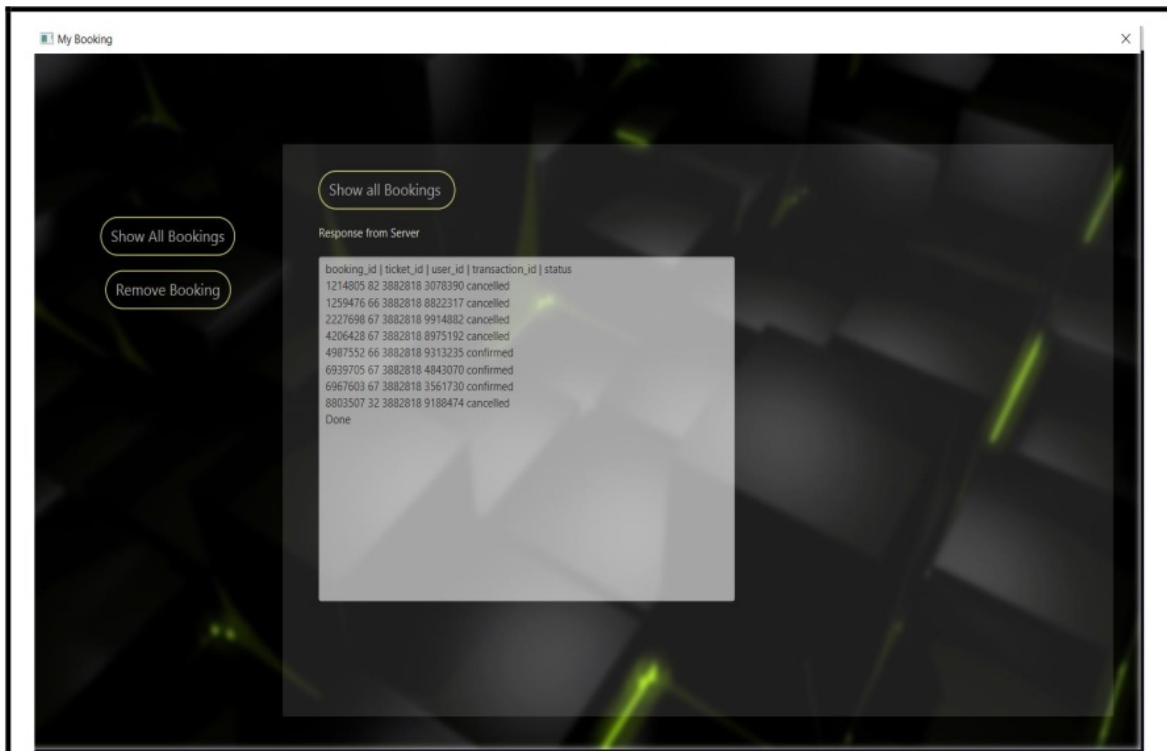 My Booking
Show All Bookings
Remove Booking
Show all Bookings
Response from Server
booking_id | ticket_id | user_id | transaction_id | status
1214805 82 3882818 3078390 cancelled
1259476 66 3882818 8822317 cancelled
2227698 67 3882818 9914882 cancelled
4206428 67 3882818 8975192 cancelled
4987552 66 3882818 9313235 confirmed
6939705 67 3882818 4843070 confirmed
6967603 67 3882818 3561730 confirmed
8803507 32 3882818 9188474 cancelled
Done